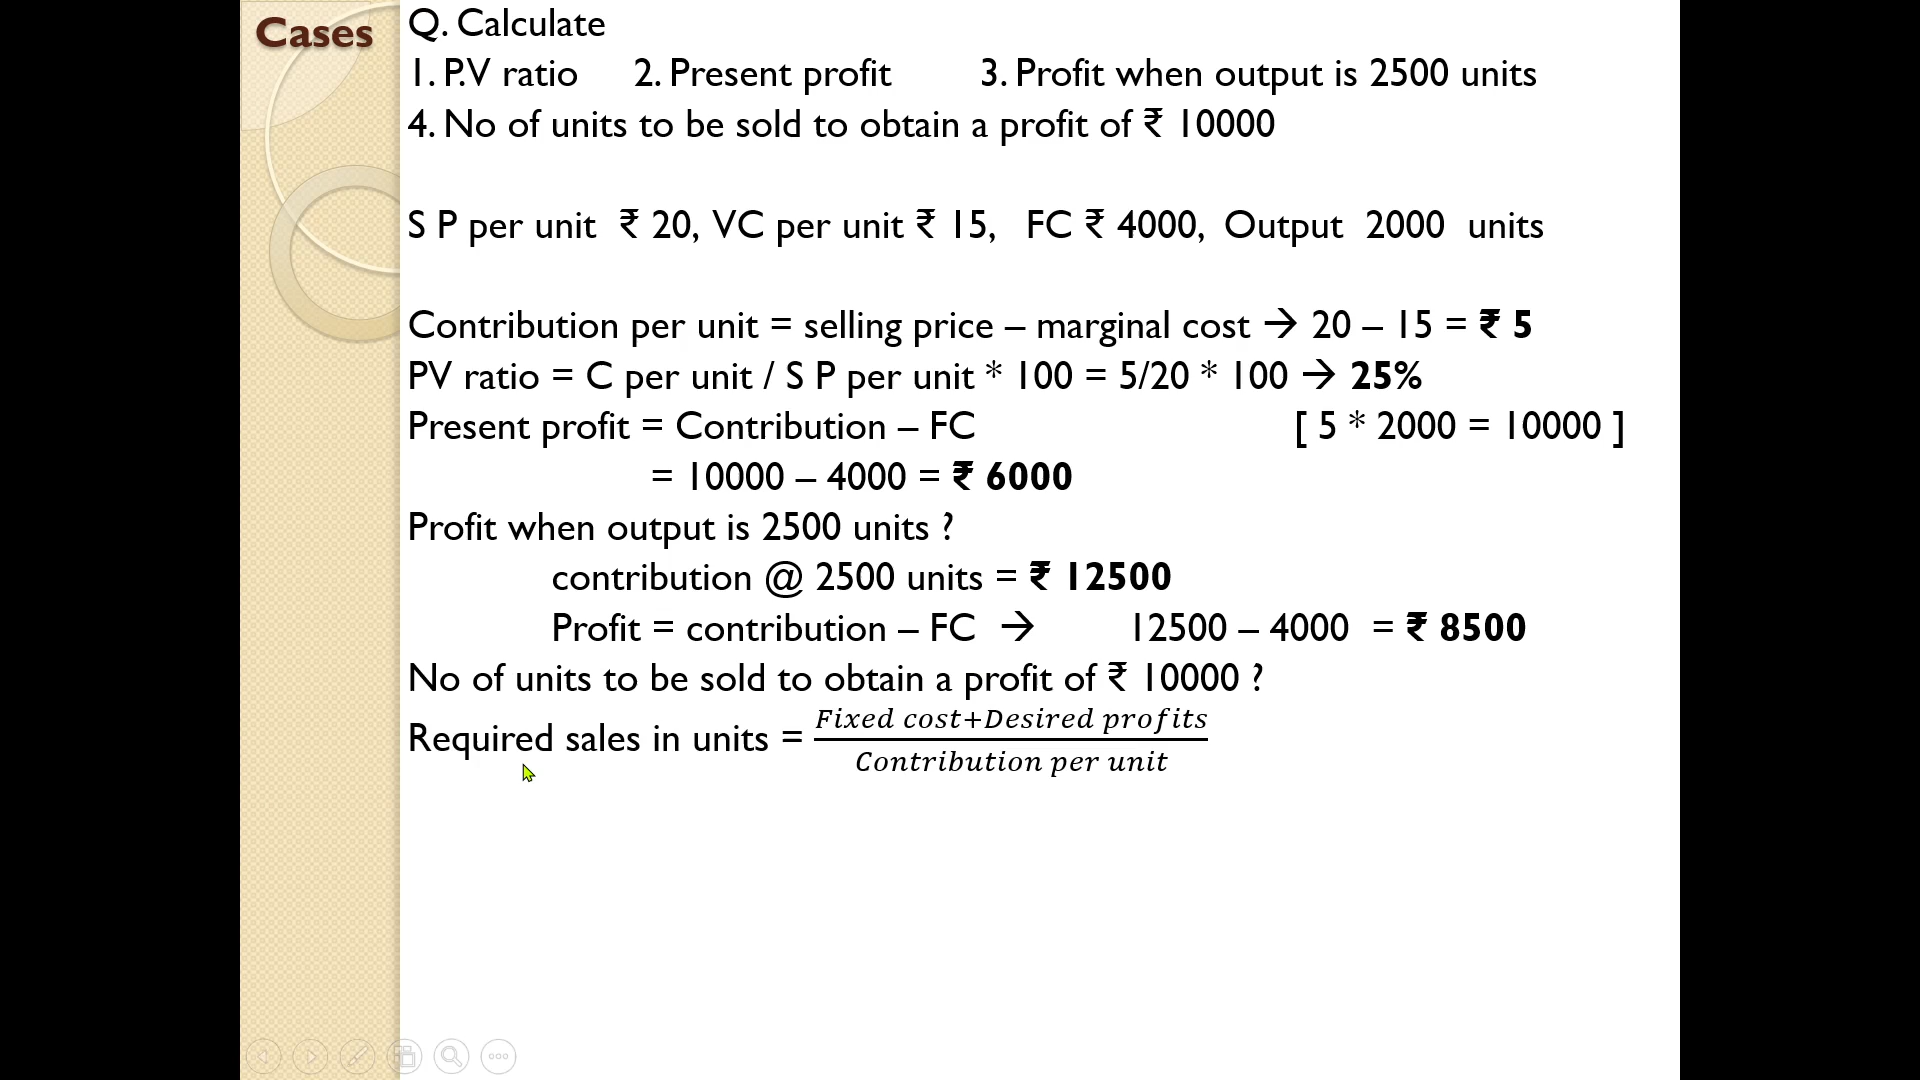 Cases
Q. Calculate
1. P.V ratio 2. Present profit 3. Profit when output is 2500 units
4. No of units to be sold to obtain a profit of ₹ 10000
S P per unit ₹ 20, VC per unit ₹ 15, FC ₹ 4000, Output 2000 units
Contribution per unit = selling price – marginal cost → 20 – 15 = ₹ 5
PV ratio = C per unit / S P per unit * 100 = 5/20 * 100 → 25%
Present profit = Contribution – FC [ 5 * 2000 = 10000 ]
= 10000 – 4000 = ₹ 6000
Profit when output is 2500 units ?
contribution @ 2500 units = ₹ 12500
Profit = contribution – FC → 12500 – 4000 = ₹ 8500
No of units to be sold to obtain a profit of ₹ 10000 ?
Required sales in units = Fixed cost+Desired profits
Contribution per unit